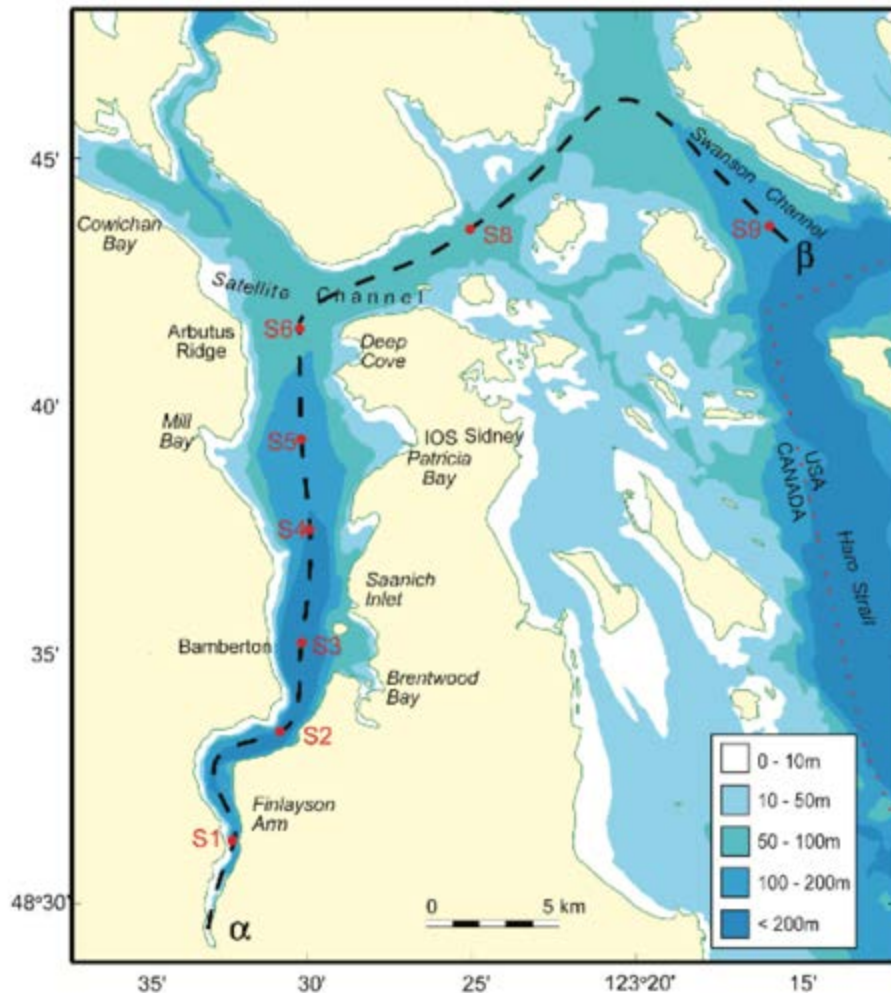 45'
Swanson Channel
Cowichan
Bay
S8
S9
β
Satellite Channel
S6
Arbutus
Ridge
Deep
Cove
40'
Mill
Bay
S5
IOS Sidney
Patricia
Bay
USA
CANADA
S4
Haro Strait
Saanich
Inlet
35'
Bamberton
S3
Brentwood
Bay
S2
Finlayson
Arm
S1
48°30'
α
0 5 km
0 - 10m
10 - 50m
50 - 100m
100 - 200m
< 200m
35' 30' 25' 123°20' 15'